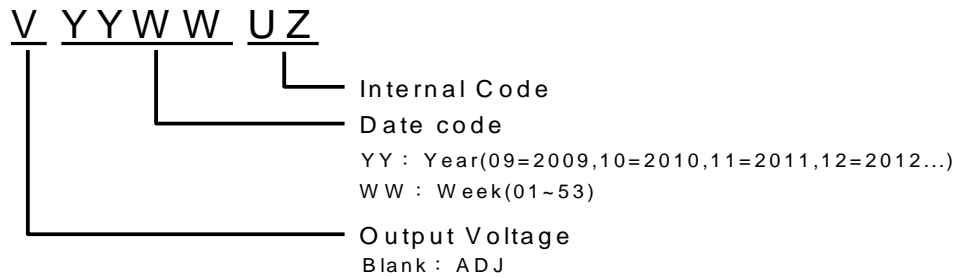 V YYWW UZ
Internal Code
Date code
YY： Year(09=2009,10=2010,11=2011,12=2012...)
WW： Week(01~53)
Output Voltage
Blank： ADJ